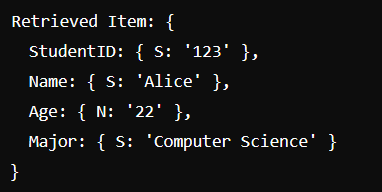 Retrieved Item: {
  StudentID: { S: '123' },
  Name: { S: 'Alice' },
  Age: { N: '22' },
  Major: { S: 'Computer Science' }
}